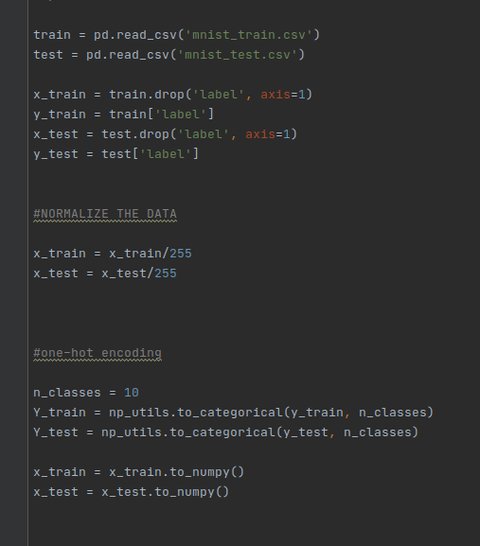 train = pd.read_csv('mnist_train.csv')
test = pd.read_csv('mnist_test.csv')
x_train = train.drop('label', axis=1)
y_train = train['label']
x_test = test.drop('label', axis=1)
y_test = test['label']
#NORMALIZE THE DATA
x_train = x_train/255
x_test = x_test/255
#one-hot encoding
n_classes = 10
Y_train = np_utils.to_categorical(y_train, n_classes)
Y_test = np_utils.to_categorical(y_test, n_classes)
x_train = x_train.to_numpy()
x_test = x_test.to_numpy()